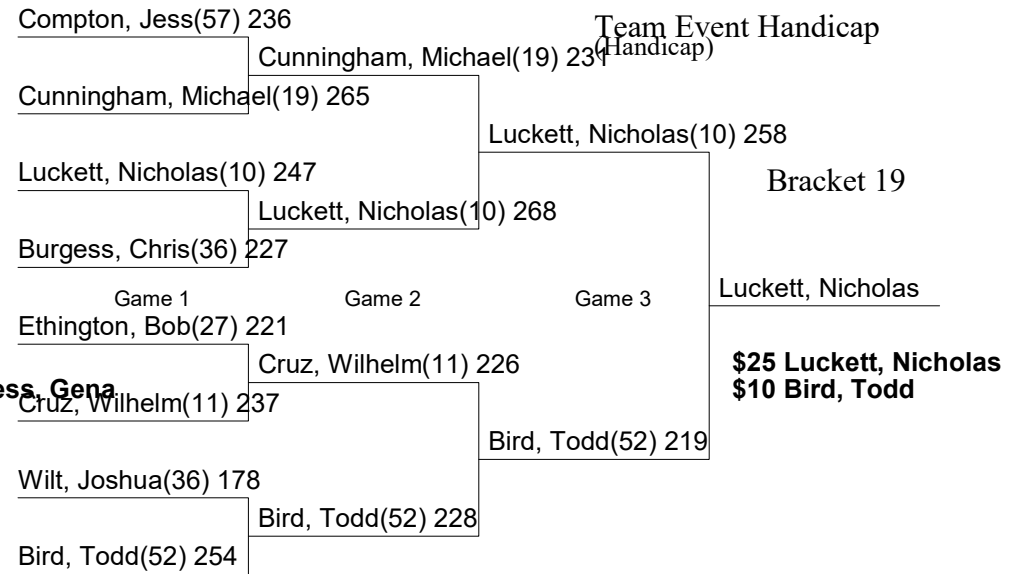 Compton, Jess(57) 236
Team Event Handicap
(Handicap)
Cunningham, Michael(19) 231
Cunningham, Michael(19) 265
Luckett, Nicholas(10) 258
Luckett, Nicholas(10) 247
Bracket 19
Luckett, Nicholas(10) 268
Burgess, Chris(36) 227
Game 1
Game 2
Game 3
Luckett, Nicholas
Ethington, Bob(27) 221
Cruz, Wilhelm(11) 226
$25 Luckett, Nicholas
$10 Bird, Todd
ess, Gena
Cruz, Wilhelm(11) 237
Bird, Todd(52) 219
Wilt, Joshua(36) 178
Bird, Todd(52) 228
Bird, Todd(52) 254